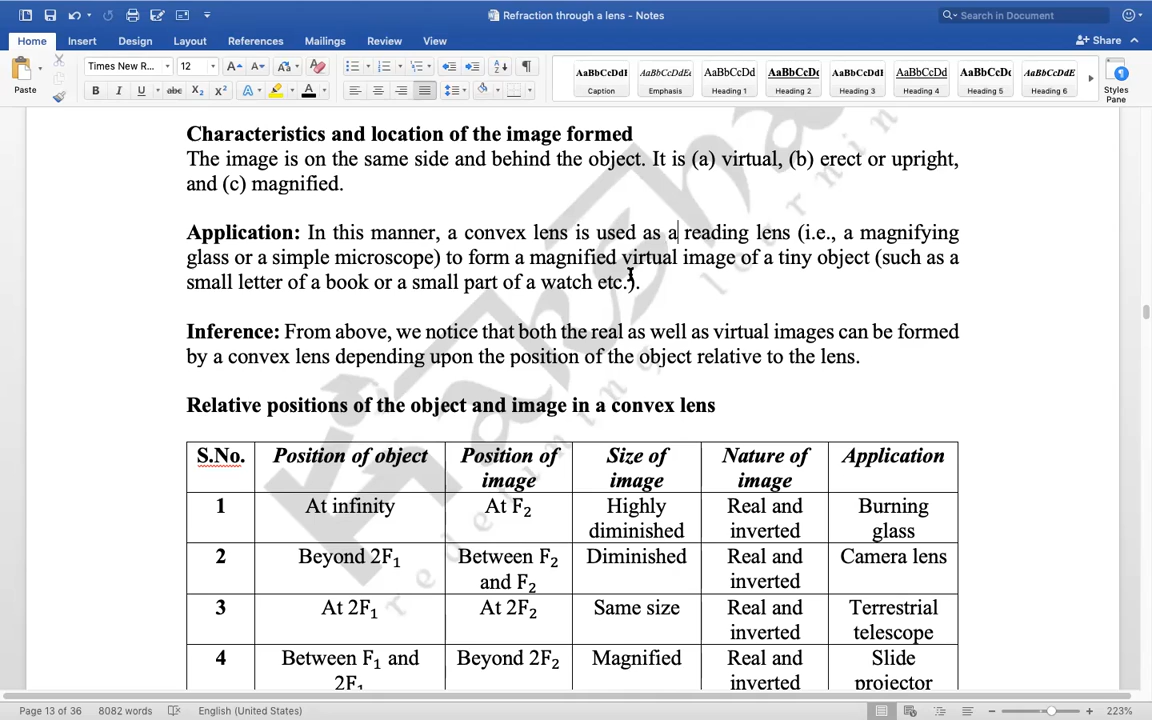 Refraction through a lens - Notes
Search in Document
Home Insert Design Layout References Mailings Review View
Share
Paste
Times New R... 12
AaBbCcDdI AaBbCcDdEe AaBbCcDd AaBbCcDc AaBbCcDd AaBbCcDd AaBbCcDd AaBbCcDdE
Caption Emphasis Heading 1 Heading 2 Heading 3 Heading 4 Heading 5 Heading 6
Styles
Pane
Characteristics and location of the image formed
The image is on the same side and behind the object. It is (a) virtual, (b) erect or upright,
and (c) magnified.
Application: In this manner, a convex lens is used as a reading lens (i.e., a magnifying
glass or a simple microscope) to form a magnified virtual image of a tiny object (such as a
small letter of a book or a small part of a watch etc.).
Inference: From above, we notice that both the real as well as virtual images can be formed
by a convex lens depending upon the position of the object relative to the lens.
Relative positions of the object and image in a convex lens
S.No. Position of object Position of image Size of image Nature of image Application
1 At infinity At F₂ Highly diminished Real and inverted Burning glass
2 Beyond 2F₁ Between F₂ and F₂ Diminished Real and inverted Camera lens
3 At 2F₁ At 2F₂ Same size Real and inverted Terrestrial telescope
4 Between F₁ and 2F₁ Beyond 2F₂ Magnified Real and inverted Slide projector
Page 13 of 36 8082 words English (United States) 223%